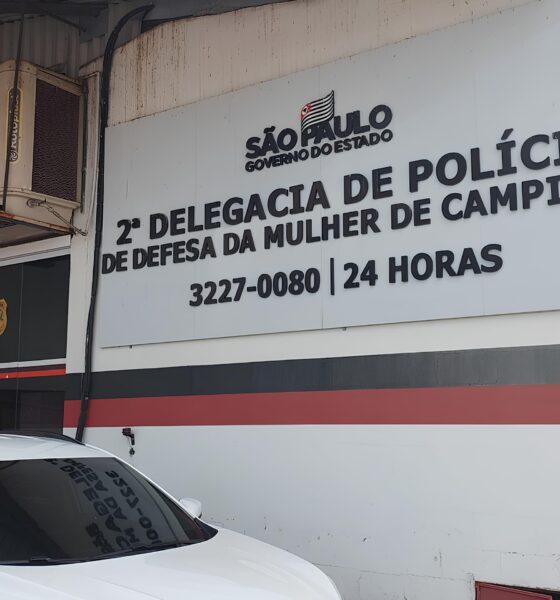 SÃO PAULO
GOVERNO DO ESTADO
2ª DELEGACIA DE POLÍCI
DE DEFESA DA MULHER DE CAMPI
3227-0080 | 24 HORAS